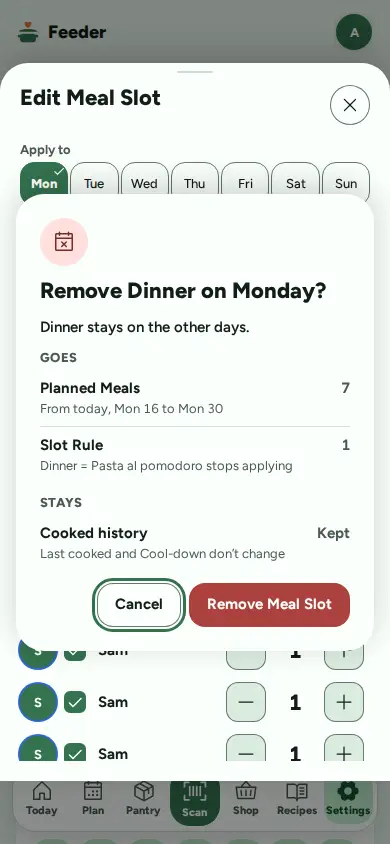 Feeder
A
Edit Meal Slot
Apply to
Mon Tue Wed Thu Fri Sat Sun
Remove Dinner on Monday?
Dinner stays on the other days.
GOES
Planned Meals 7
From today, Mon 16 to Mon 30
Slot Rule 1
Dinner = Pasta al pomodoro stops applying
STAYS
Cooked history Kept
Last cooked and Cool-down don’t change
Cancel Remove Meal Slot
S Sam 1
S Sam 1
S Sam 1
Today Plan Pantry Scan Shop Recipes Settings